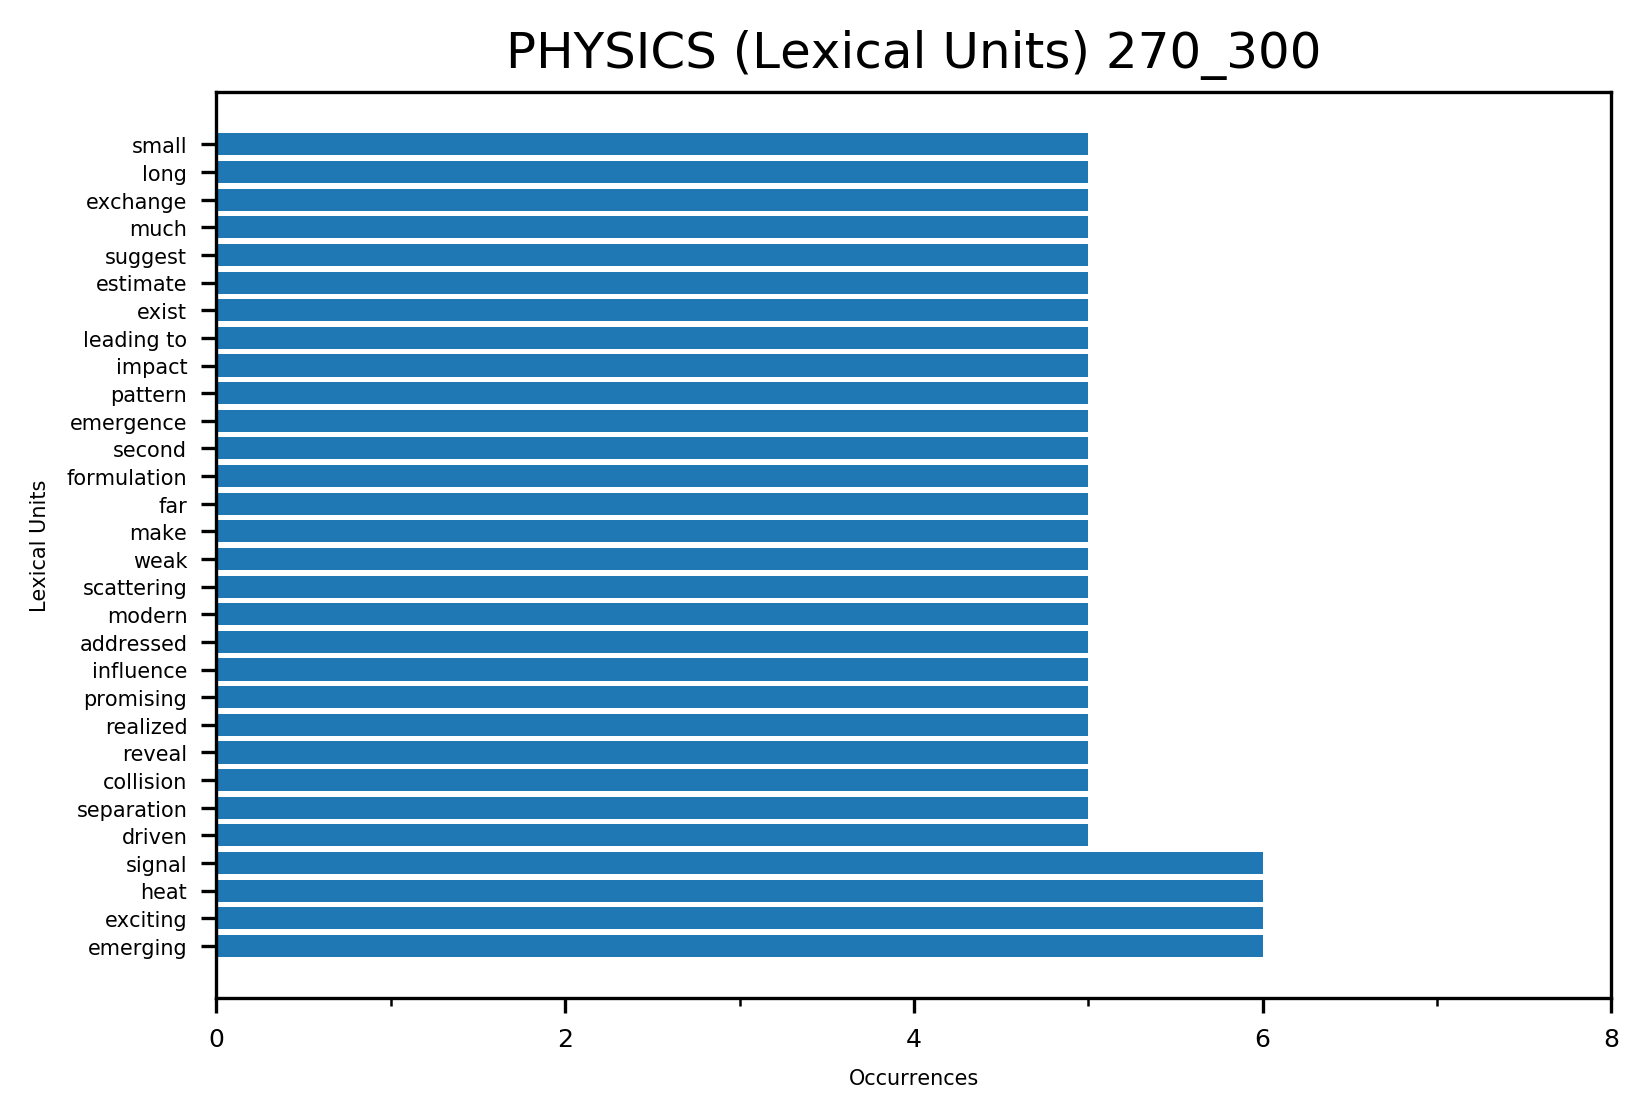 PHYSICS (Lexical Units) 270_300
small
long
exchange
much
suggest
estimate
exist
leading to
impact
pattern
emergence
second
formulation
far
make
weak
scattering
modern
addressed
influence
promising
realized
reveal
collision
separation
driven
signal
heat
exciting
emerging
Lexical Units
0 2 4 6 8
Occurrences